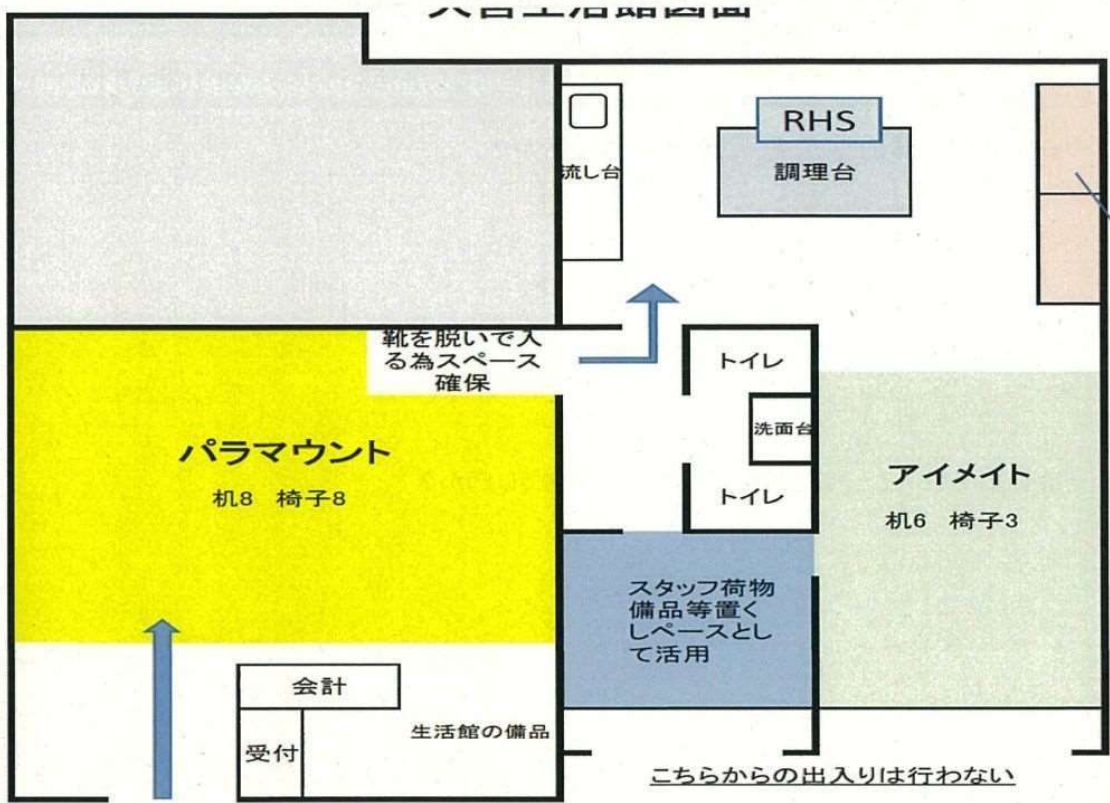 RHS
調理台
流し台
靴を脱いで入
る為スペース
確保
トイレ
洗面台
トイレ
パラマウント
机8 椅子8
アイメイト
机6 椅子3
スタッフ荷物
備品等置く
しペースとし
て活用
会計
受付
生活館の備品
こちらからの出入りは行わない